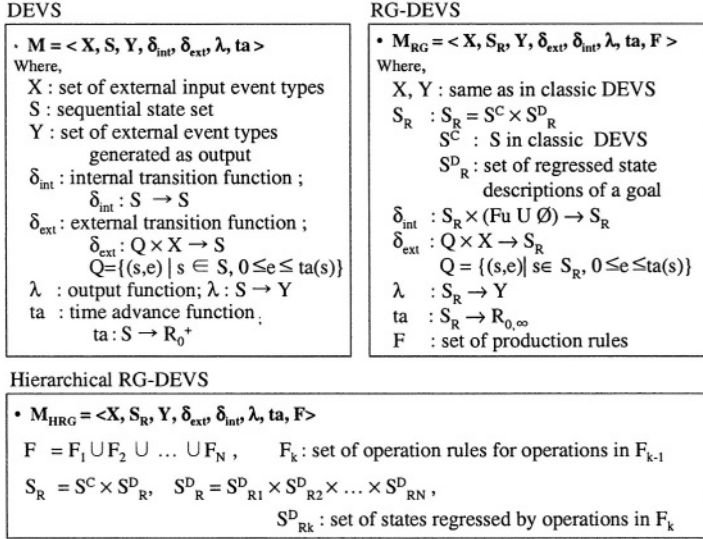 DEVS
· M = < X, S, Y, δint, δext, λ, ta >
Where,
X : set of external input event types
S : sequential state set
Y : set of external event types
generated as output
δint : internal transition function ;
δint : S → S
δext : external transition function ;
δext : Q × X → S
Q={(s,e) | s ∈ S, 0 ≤e ≤ ta(s)}
λ : output function; λ : S → Y
ta : time advance function ;
ta : S → R0+
RG-DEVS
• MRG = < X, SR, Y, δext, δint, λ, ta, F >
Where,
X, Y : same as in classic DEVS
SR : SR = SC × SDR
SC : S in classic DEVS
SDR : set of regressed state
descriptions of a goal
δint : SR × (Fu U Ø) → SR
δext : Q × X → SR
Q = {(s,e)| s∈ SR, 0 ≤e ≤ta(s)}
λ : SR → Y
ta : SR → R0,∞
F : set of production rules
Hierarchical RG-DEVS
• MHRG = <X, SR, Y, δext, δint, λ, ta, F>
F = F1 ∪ F2 ∪ … ∪ FN , Fk : set of operation rules for operations in Fk-1
SR = SC × SDR, SDR = SDR1 × SDR2 × … × SDRN ,
SDRk : set of states regressed by operations in Fk